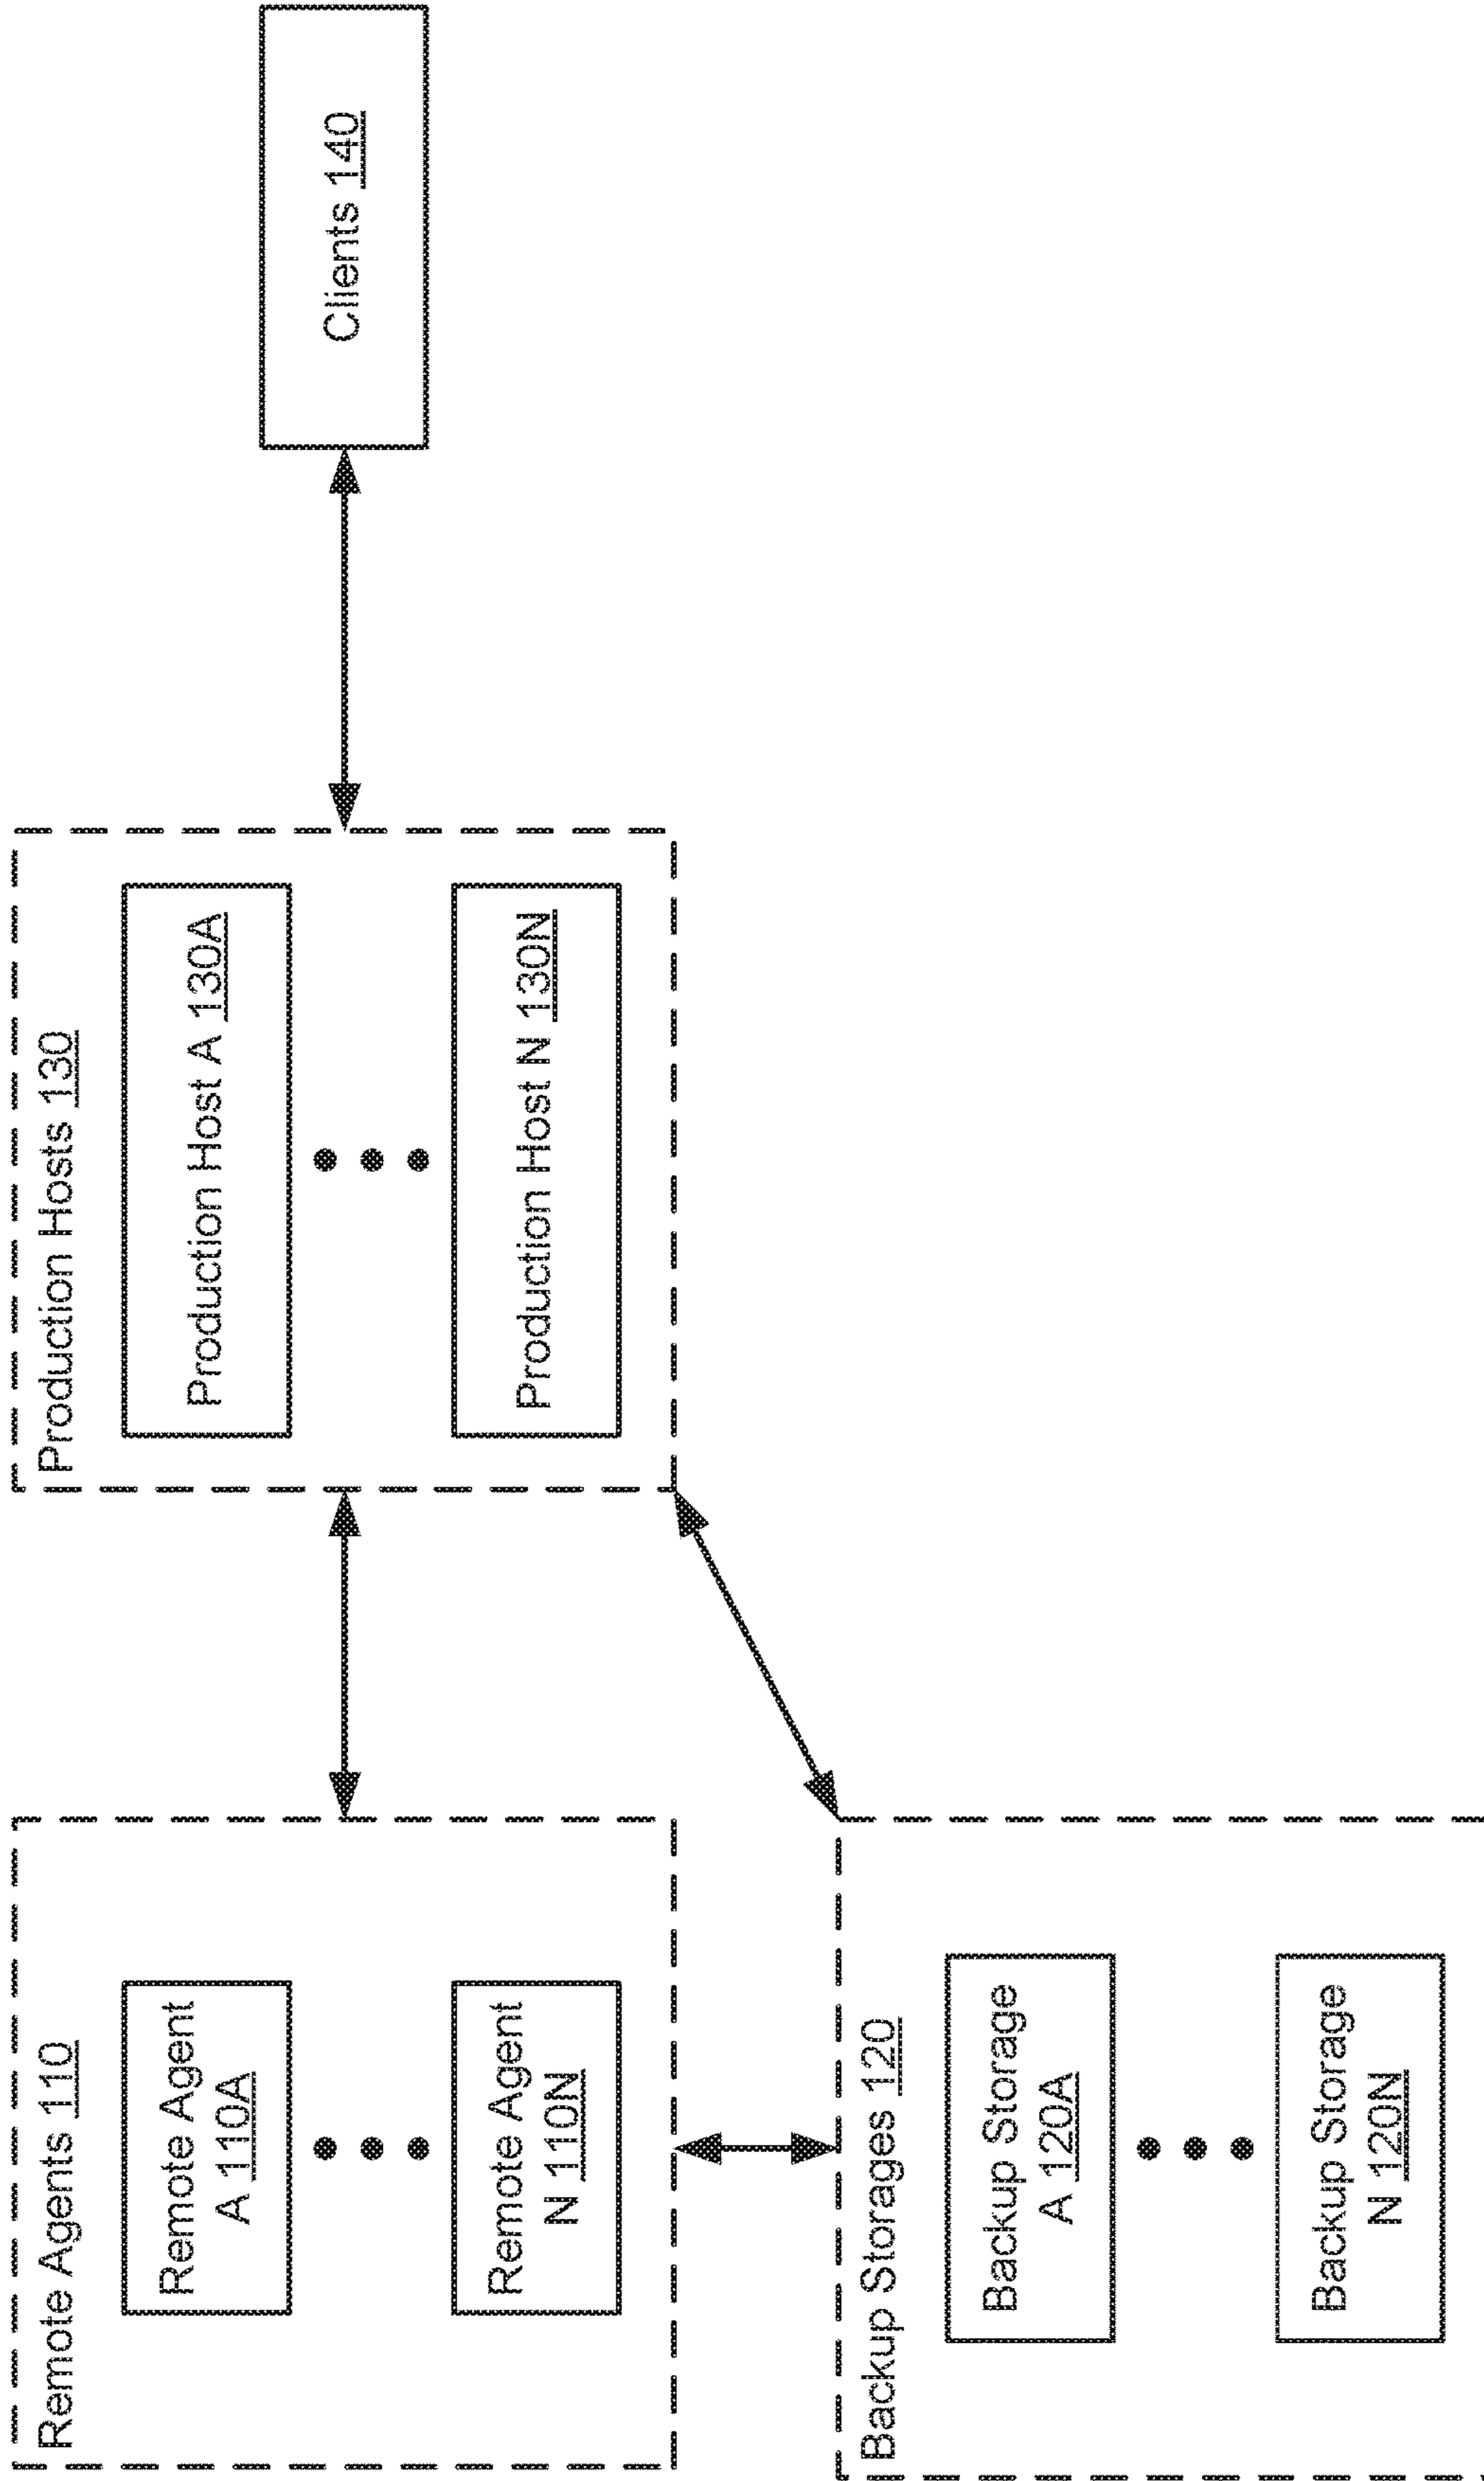 Remote Agents 110
Remote Agent
A 110A
Remote Agent
N 110N
Production Hosts 130
Production Host A 130A
Production Host N 130N
Clients 140
Backup Storages 120
Backup Storage
A 120A
Backup Storage
N 120N